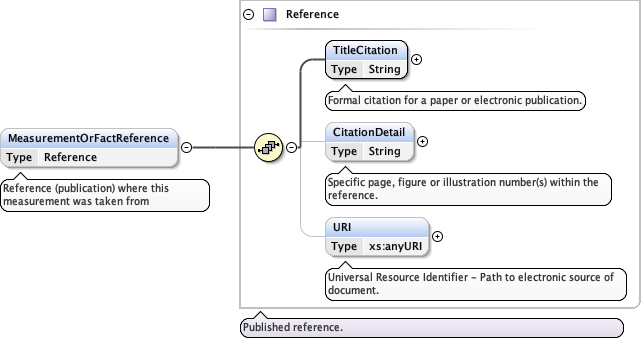 Reference
TitleCitation
Type String
Formal citation for a paper or electronic publication.
MeasurementOrFactReference
Type Reference
Reference (publication) where this
measurement was taken from
CitationDetail
Type String
Specific page, figure or illustration number(s) within the
reference.
URI
Type xs:anyURI
Universal Resource Identifier - Path to electronic source of
document.
Published reference.